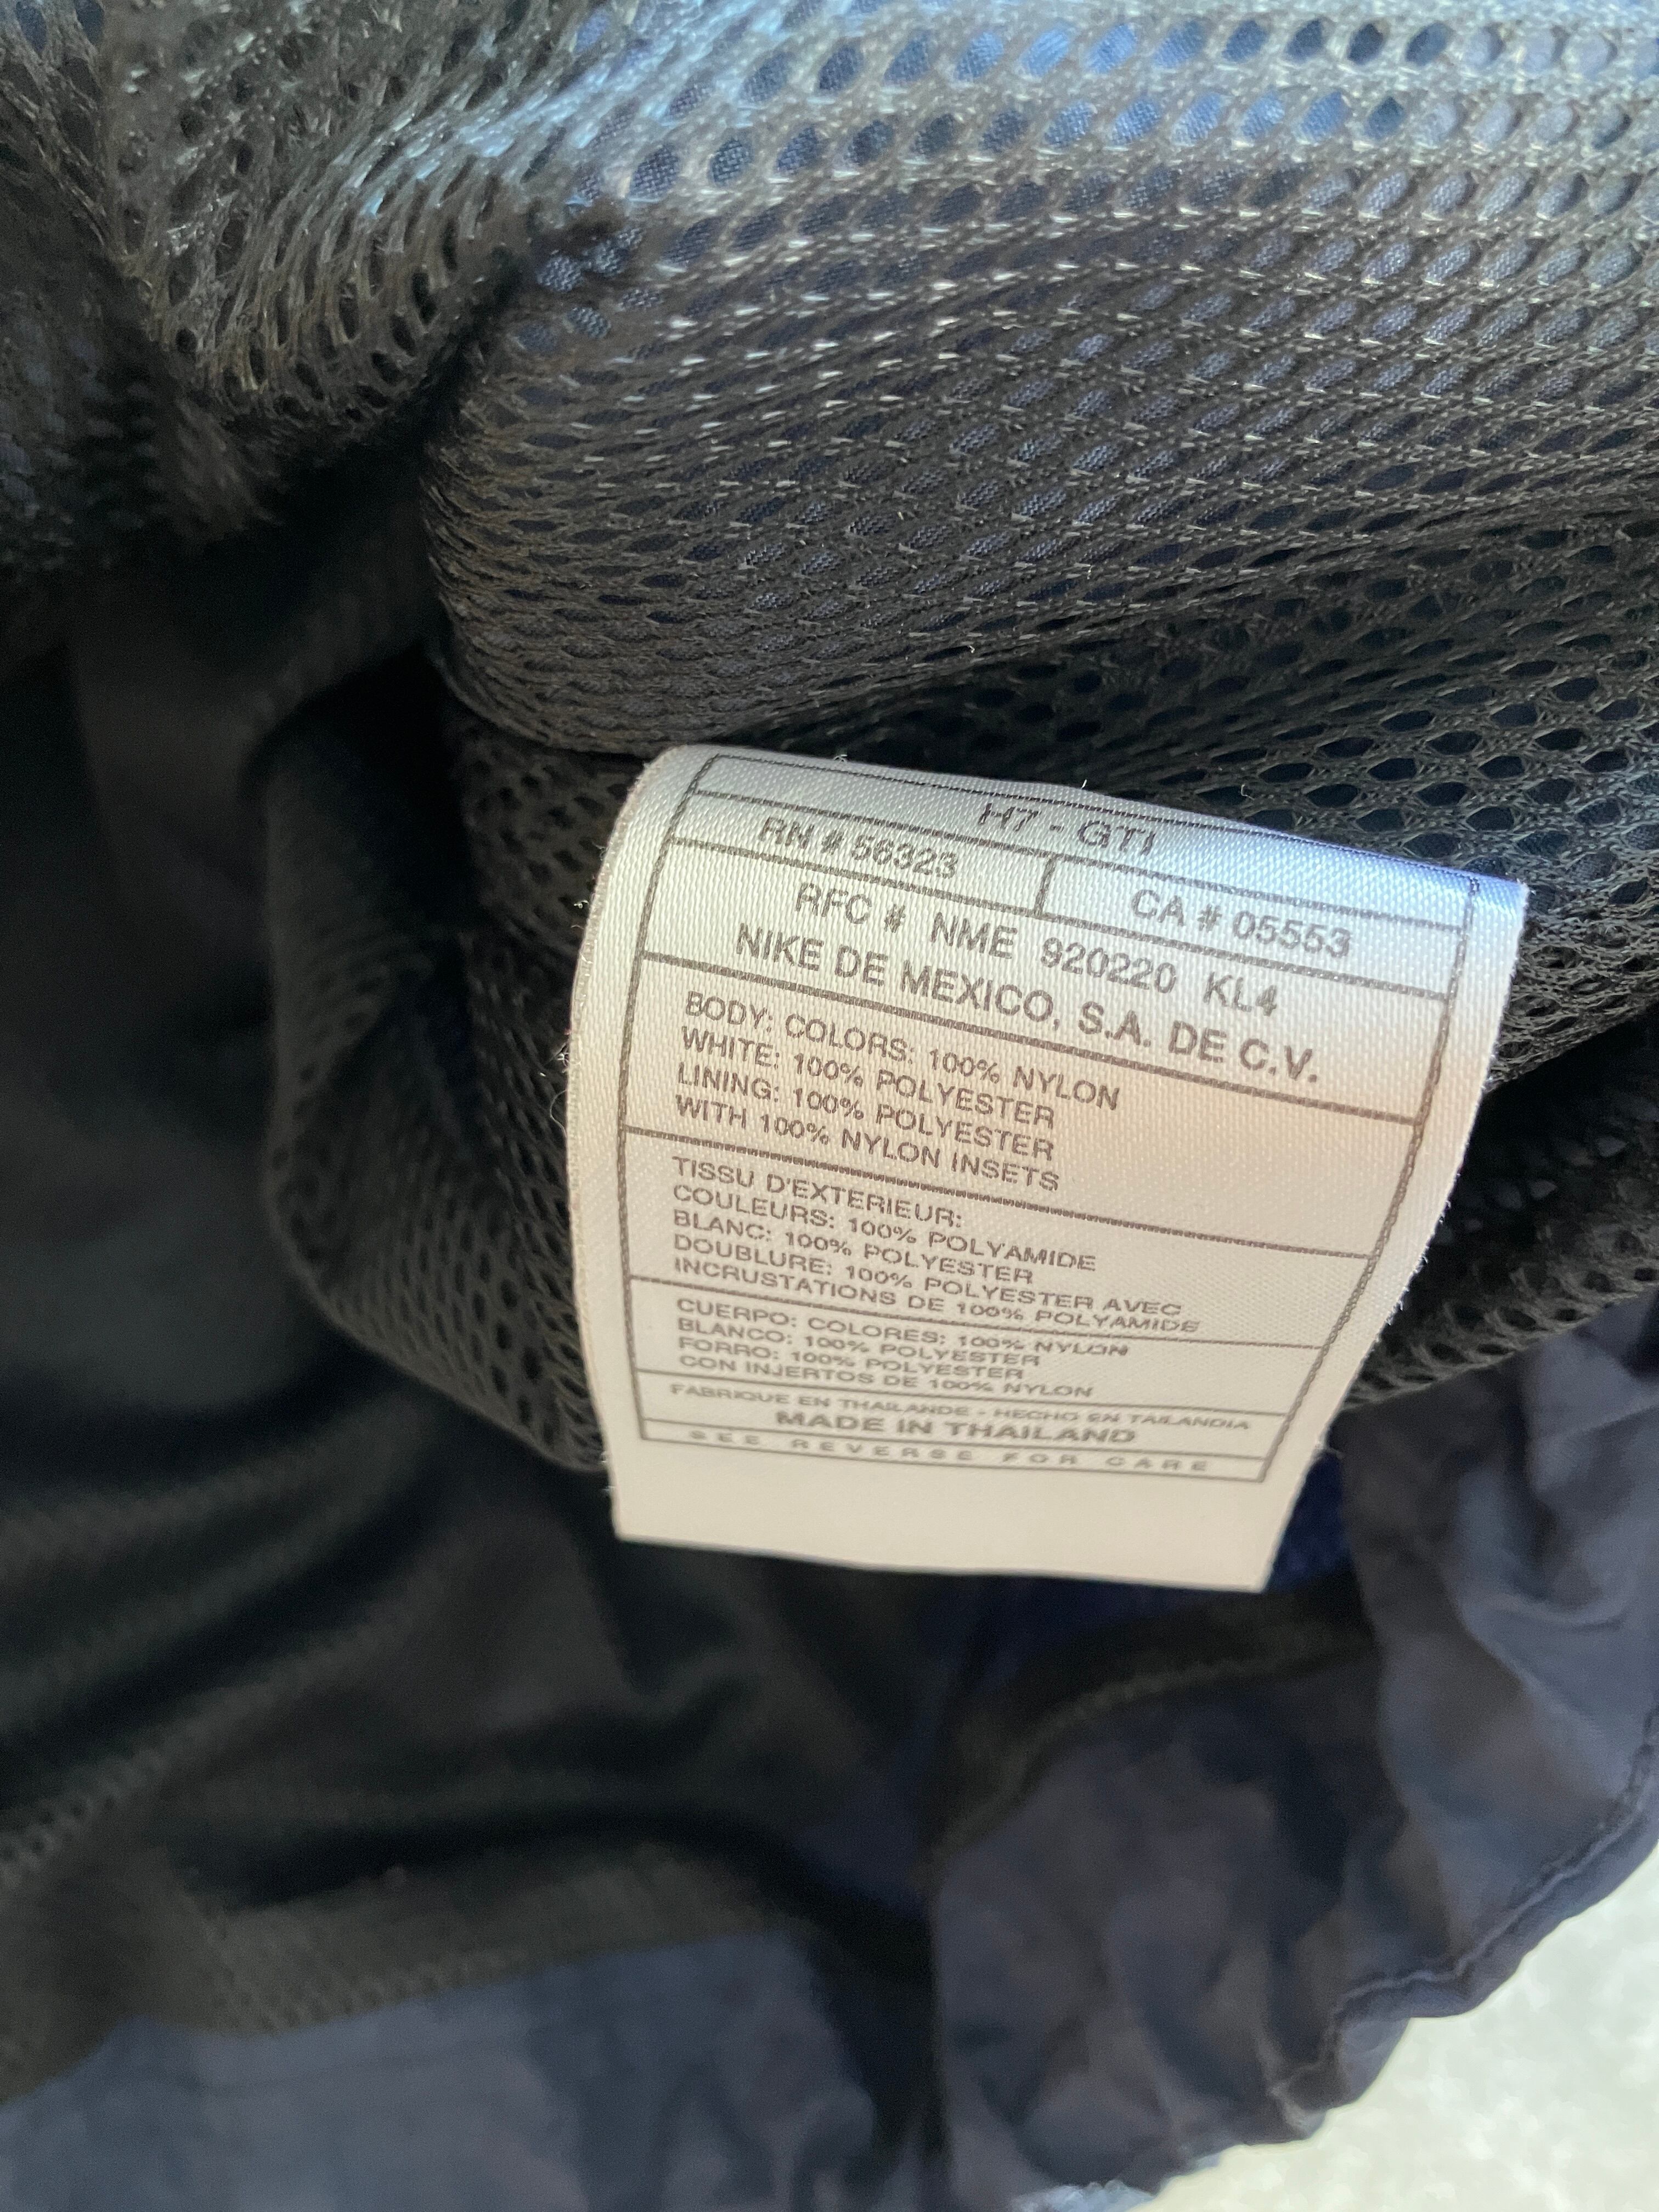 H7 - GTI
RN # 56323
CA # 05553
RFC # NME 920220 KL4
NIKE DE MEXICO, S.A. DE C.V.
BODY: COLORS: 100% NYLON
WHITE: 100% POLYESTER
LINING: 100% POLYESTER
WITH 100% NYLON INSETS
TISSU D'EXTERIEUR:
COULEURS: 100% POLYAMIDE
BLANC: 100% POLYESTER
DOUBLURE: 100% POLYESTER AVEC
INCRUSTATIONS DE 100% POLYAMIDE
CUERPO: COLORES: 100% NYLON
BLANCO: 100% POLYESTER
FORRO: 100% POLYESTER
CON INJERTOS DE 100% NYLON
FABRIQUE EN THAILANDE - HECHO EN TAILANDIA
MADE IN THAILAND
SEE REVERSE FOR CARE